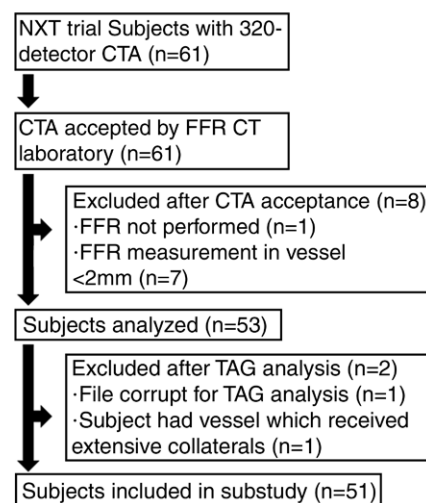 NXT trial Subjects with 320-
detector CTA (n=61)
CTA accepted by FFR CT
laboratory (n=61)
Excluded after CTA acceptance (n=8)
·FFR not performed (n=1)
·FFR measurement in vessel
<2mm (n=7)
Subjects analyzed (n=53)
Excluded after TAG analysis (n=2)
·File corrupt for TAG analysis (n=1)
·Subject had vessel which received
extensive collaterals (n=1)
Subjects included in substudy (n=51)